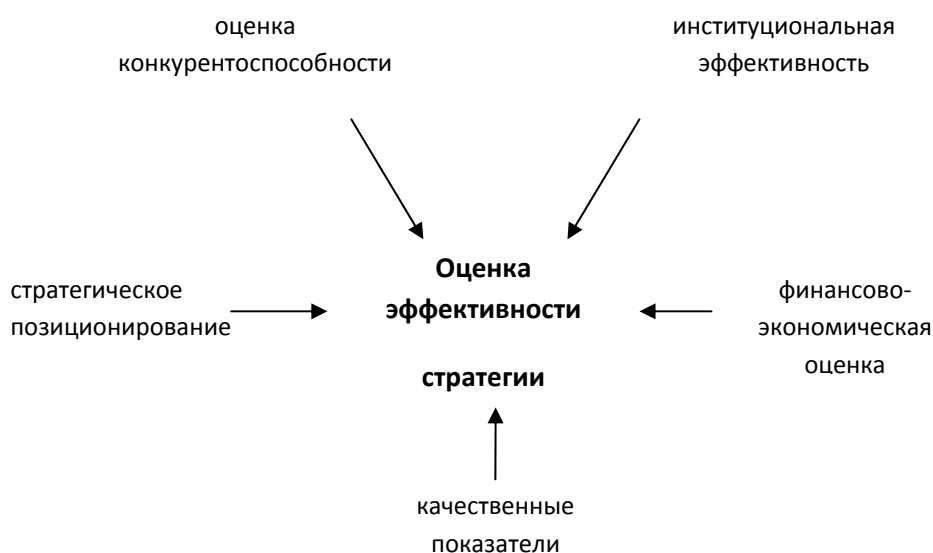 оценка
конкурентоспособности
институциональная
эффективность
стратегическое
позиционирование
Оценка
эффективности
стратегии
финансово-
экономическая
оценка
качественные
показатели